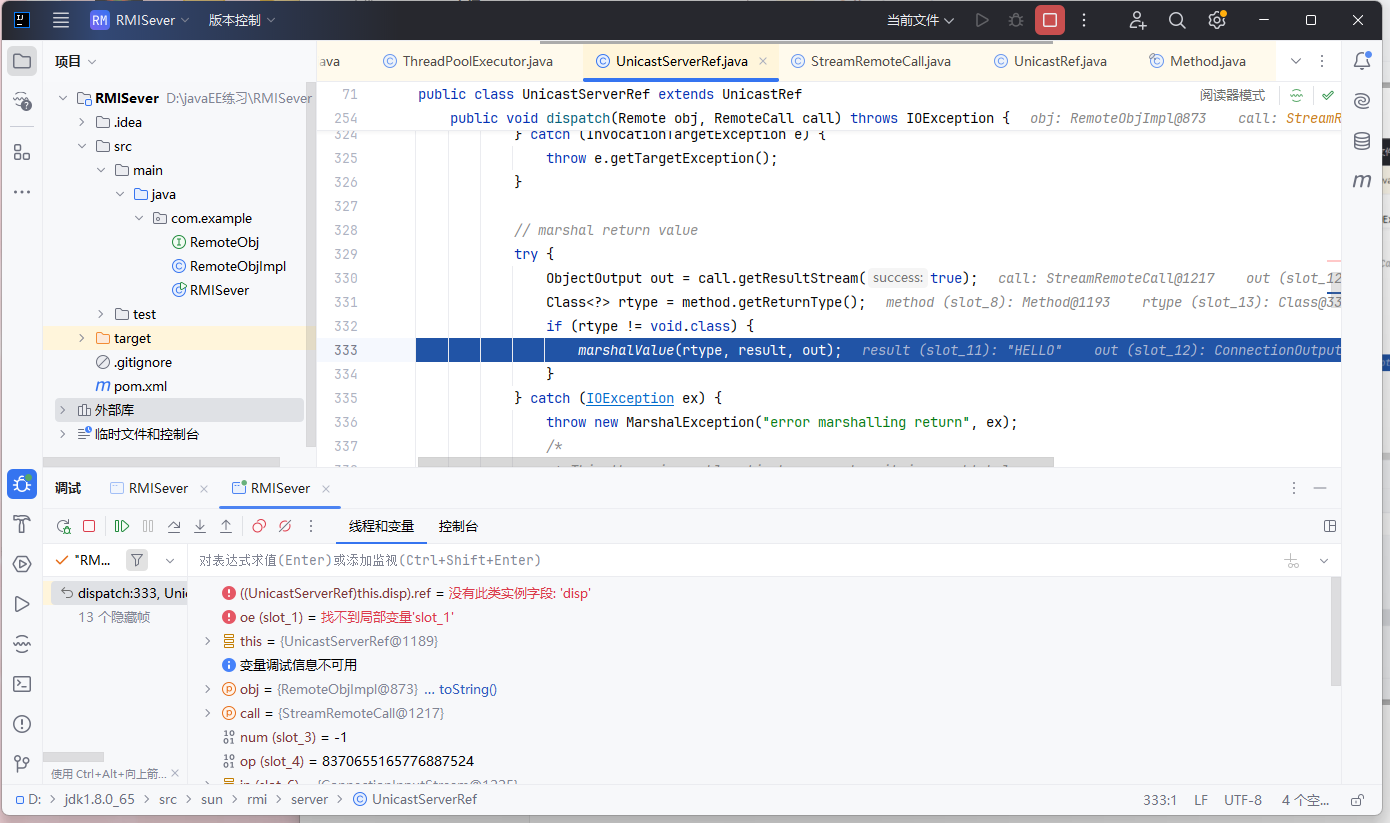 RM RMISever 版本控制 当前文件
项目
ava ThreadPoolExecutor.java UnicastServerRef.java StreamRemoteCall.java UnicastRef.java Method.java
RMISever D:\javaEE练习\RMISever
.idea
src
main
java
com.example
RemoteObj
RemoteObjImpl
RMISever
test
target
.gitignore
pom.xml
外部库
临时文件和控制台
71 public class UnicastServerRef extends UnicastRef 阅读器模式
254 public void dispatch(Remote obj, RemoteCall call) throws IOException { obj: RemoteObjImpl@873 call: StreamR
324 } catch (InvocationTargetException e) {
325 throw e.getTargetException();
326 }
327
328 // marshal return value
329 try {
330 ObjectOutput out = call.getResultStream( success: true); call: StreamRemoteCall@1217 out (slot_12
331 Class<?> rtype = method.getReturnType(); method (slot_8): Method@1193 rtype (slot_13): Class@33
332 if (rtype != void.class) {
333 marshalValue(rtype, result, out); result (slot_11): "HELLO" out (slot_12): ConnectionOutput
334 }
335 } catch (IOException ex) {
336 throw new MarshalException("error marshalling return", ex);
337 /*
调试 RMISever RMISever
线程和变量 控制台
"RM... 对表达式求值(Enter)或添加监视(Ctrl+Shift+Enter)
dispatch:333, Uni
13 个隐藏帧
((UnicastServerRef)this.disp).ref = 没有此类实例字段: 'disp'
oe (slot_1) = 找不到局部变量'slot_1'
this = {UnicastServerRef@1189}
变量调试信息不可用
obj = {RemoteObjImpl@873} ... toString()
call = {StreamRemoteCall@1217}
num (slot_3) = -1
op (slot_4) = 8370655165776887524
使用 Ctrl+Alt+向上箭...
D: > jdk1.8.0_65 > src > sun > rmi > server > UnicastServerRef 333:1 LF UTF-8 4 个空...